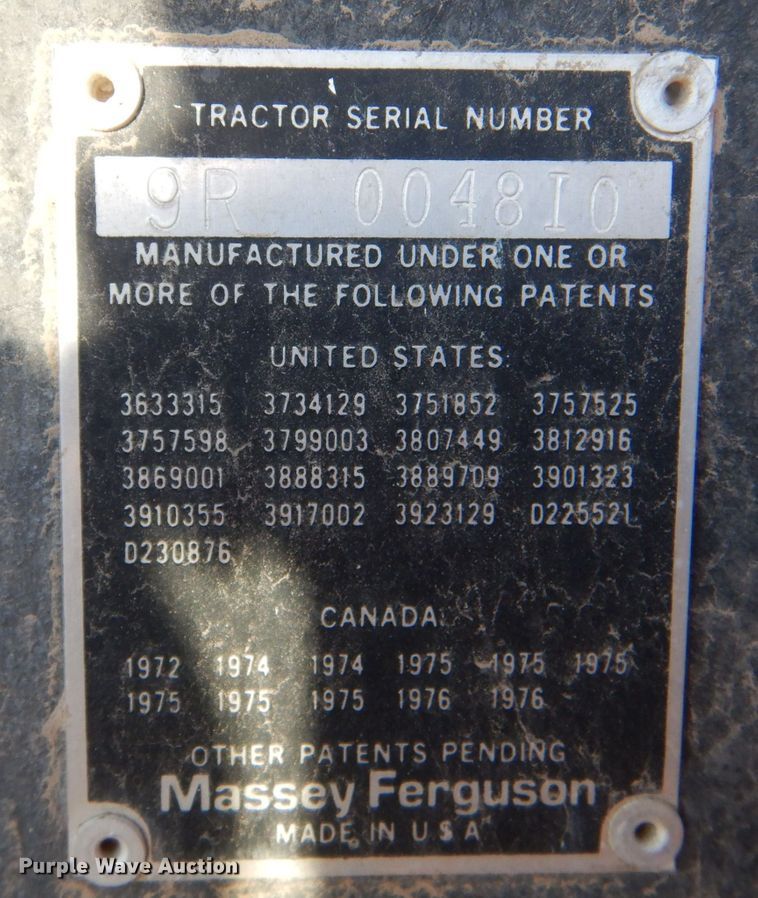 TRACTOR SERIAL NUMBER
9R 004810
MANUFACTURED UNDER ONE OR
MORE OF THE FOLLOWING PATENTS
UNITED STATES:
3633315 3734129 3751852 3757525
3757598 3799003 3807449 3812916
3869001 3888315 3889709 3901323
3910355 3917002 3923129 D225521
D230876
CANADA:
1972 1974 1974 1975 1975 1975
1975 1975 1975 1976 1976
OTHER PATENTS PENDING
Massey Ferguson
MADE IN USA
Purple Wave Auction